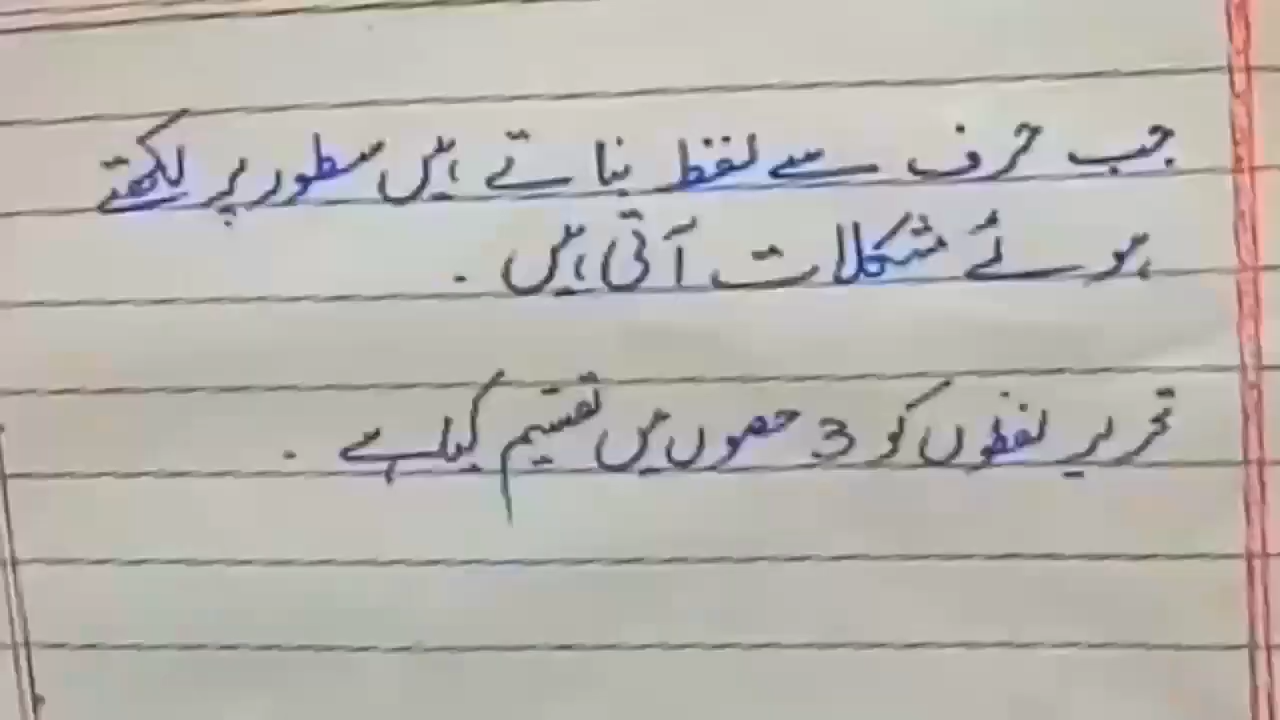 جب حرف سے لفظ بناتے ہیں سطور پر لکھتے
ہوئے مشکلات آتی ہیں.
تحریر لفظوں کو 3 حصوں میں تقسیم کیا ہے.